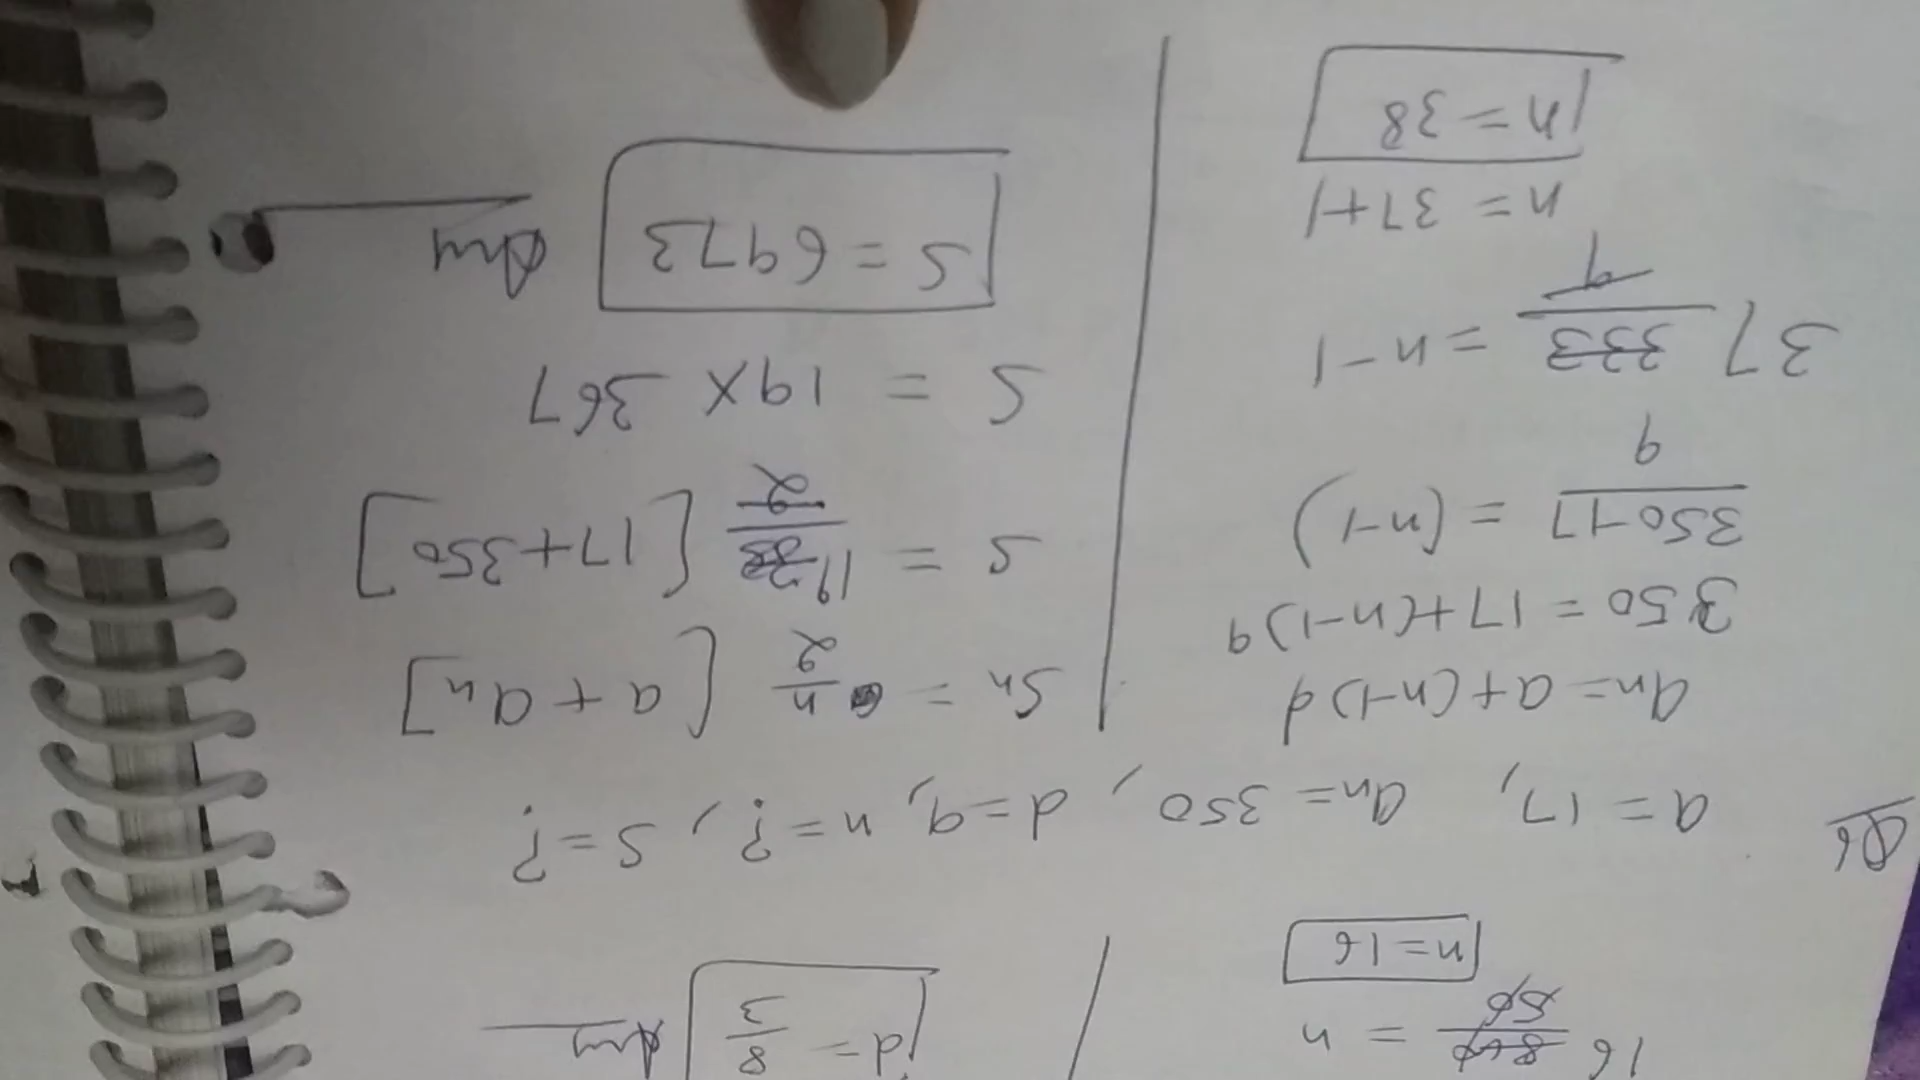 16 80/50 = n
n=16
d = 8/3 Ans
Q6 a = 17, an = 350, d=9, n=?, S=?
an = a+(n-1)d
350 = 17+(n-1)9
350-17/9 = (n-1)
37 333/9 = n-1
n = 37+1
n = 38
Sn = n/2 [a + an]
S = 19 38/2 [17+350]
S = 19 x 367
S = 6973 Ans